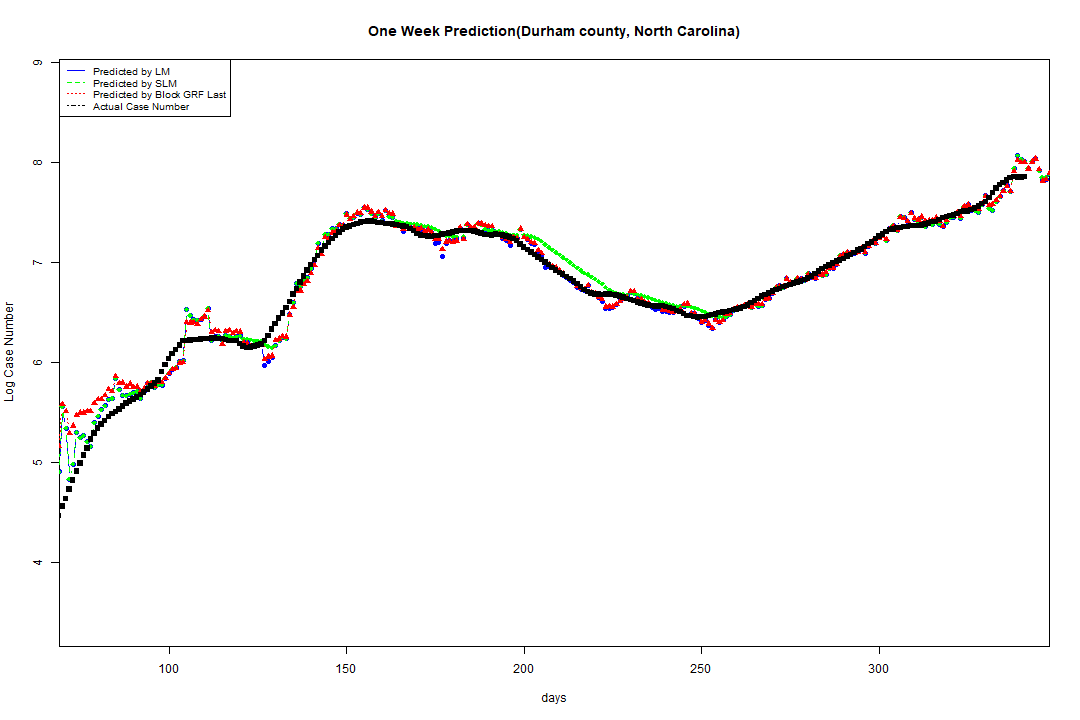 One Week Prediction(Durham county, North Carolina)
Predicted by LM
Predicted by SLM
Predicted by Block GRF Last
Actual Case Number
9
8
7
6
5
4
Log Case Number
100 150 200 250 300
days